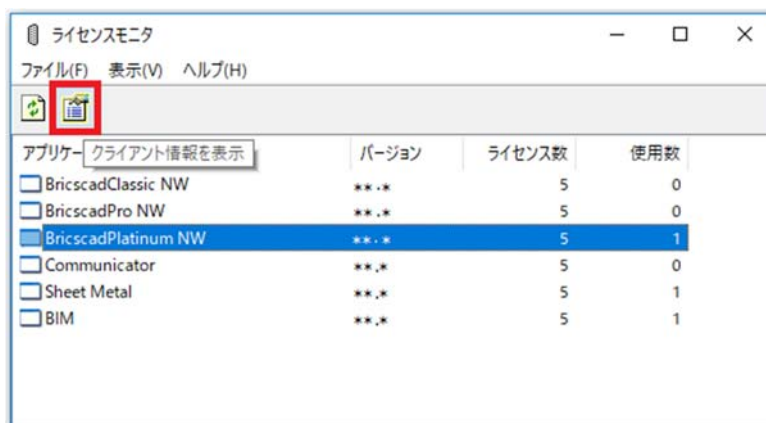 ライセンスモニタ
ファイル(F) 表示(V) ヘルプ(H)
アプリケー クライアント情報を表示 バージョン ライセンス数 使用数
BricscadClassic NW **.* 5 0
BricscadPro NW **.* 5 0
BricscadPlatinum NW **.* 5 1
Communicator **.* 5 0
Sheet Metal **.* 5 1
BIM **.* 5 1